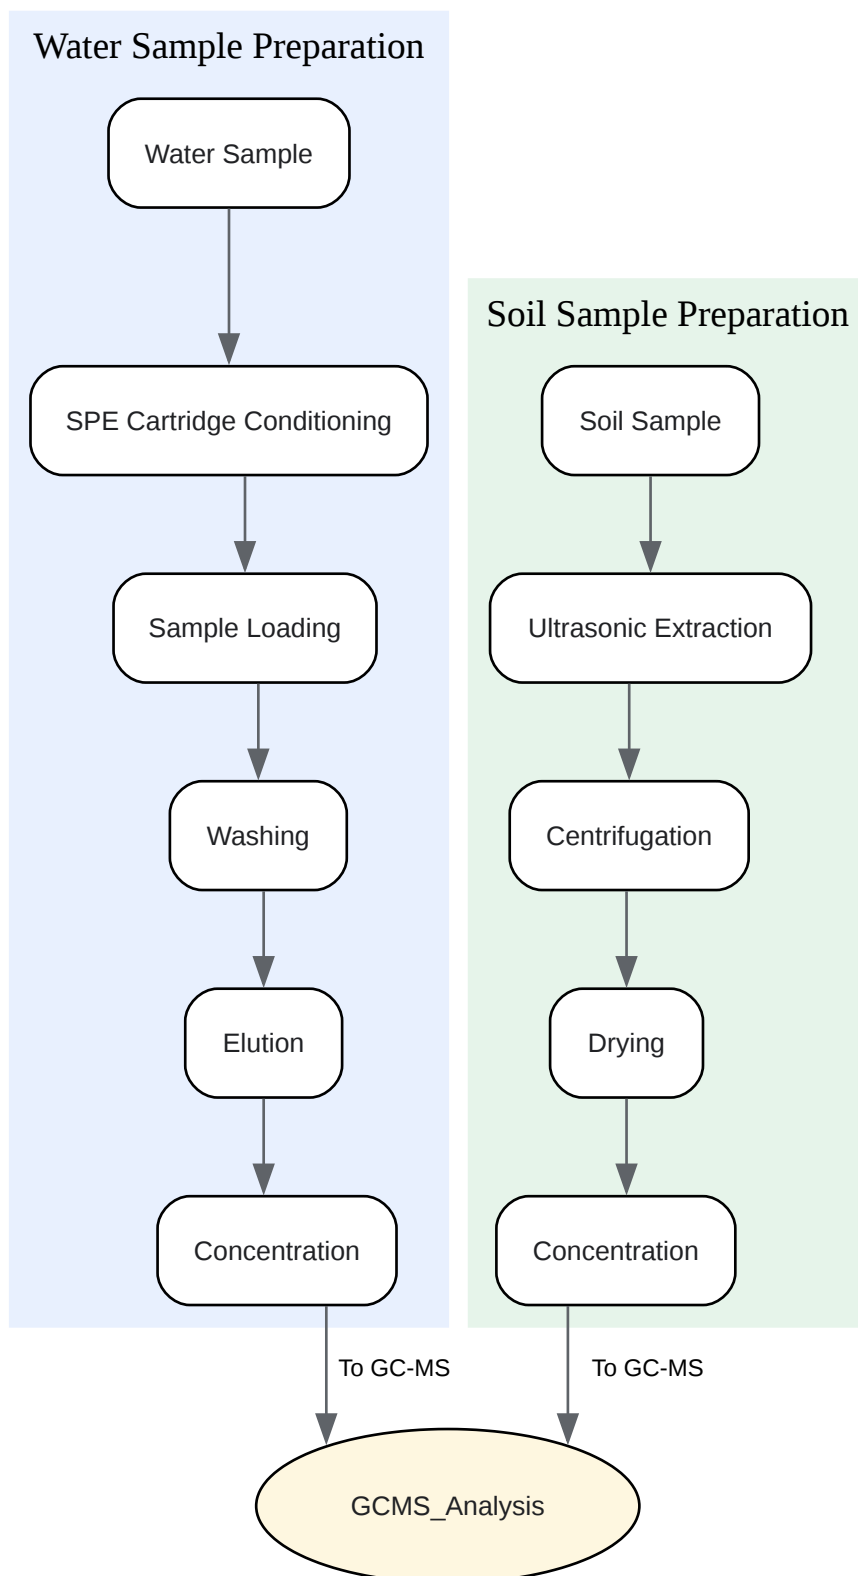 Water Sample Preparation
Water Sample
SPE Cartridge Conditioning
Sample Loading
Washing
Elution
Concentration
To GC-MS
Soil Sample Preparation
Soil Sample
Ultrasonic Extraction
Centrifugation
Drying
Concentration
To GC-MS
GCMS_Analysis